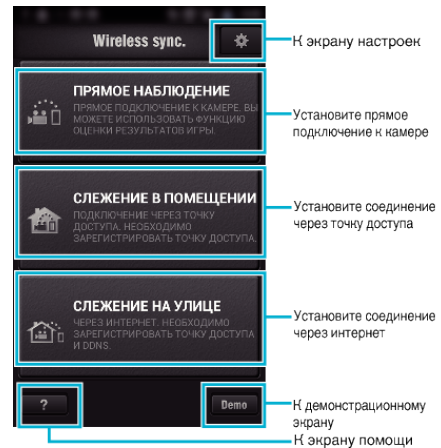 Wireless sync.
К экрану настроек
ПРЯМОЕ НАБЛЮДЕНИЕ
ПРЯМОЕ ПОДКЛЮЧЕНИЕ К КАМЕРЕ. ВЫ
МОЖЕТЕ ИСПОЛЬЗОВАТЬ ФУНКЦИЮ
ОЦЕНКИ РЕЗУЛЬТАТОВ ИГРЫ.
Установите прямое
подключение к камере
СЛЕЖЕНИЕ В ПОМЕЩЕНИИ
ПОДКЛЮЧЕНИЕ ЧЕРЕЗ ТОЧКУ
ДОСТУПА. НЕОБХОДИМО
ЗАРЕГИСТРИРОВАТЬ ТОЧКУ ДОСТУПА.
Установите соединение
через точку доступа
СЛЕЖЕНИЕ НА УЛИЦЕ
ЧЕРЕЗ ИНТЕРНЕТ. НЕОБХОДИМО
ЗАРЕГИСТРИРОВАТЬ ТОЧКУ ДОСТУПА
И DDNS.
Установите соединение
через интернет
?
Demo
К демонстрационному
экрану
К экрану помощи